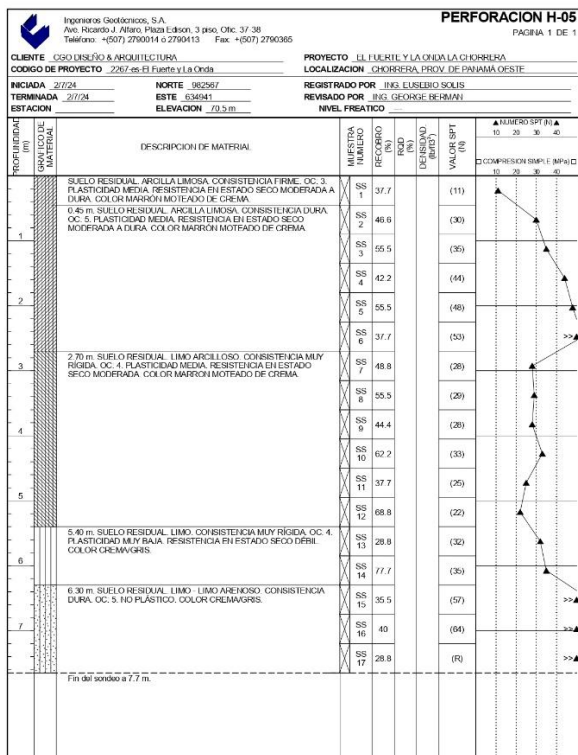 Ingenieros Geotécnicos, S.A.
Ave. Ricardo J. Alfaro, Plaza Edison, 3 piso, Ofic. 37-38
Teléfono: +(507) 2790014 ó 2790413 Fax: +(507) 2790365
PERFORACION H-05
PAGINA 1 DE 1
CLIENTE CGO DISEÑO & ARQUITECTURA
PROYECTO EL FUERTE Y LA ONDA LA CHORRERA
CODIGO DE PROYECTO 2267-es-El Fuerte y La Onda
LOCALIZACION CHORRERA, PROV. DE PANAMÁ OESTE
INICIADA 2/7/24
NORTE 982567
REGISTRADO POR ING. EUSEBIO SOLIS
TERMINADA 2/7/24
ESTE 634941
REVISADO POR ING. GEORGE BERMAN
ESTACION
ELEVACION 70.5 m
NIVEL FREATICO ---
PROFUNDIDAD (m)
GRAFICO DE MATERIAL
DESCRIPCION DE MATERIAL
MUESTRA NUMERO
RECOBRO (%)
RQD (%)
DENSIDAD (lb/ft3)
VALOR SPT (N)
▲ NUMERO SPT (N) ▲
10 20 30 40
□ COMPRESION SIMPLE (MPa) □
10 20 30 40
SUELO RESIDUAL. ARCILLA LIMOSA. CONSISTENCIA FIRME. OC. 3.
PLASTICIDAD MEDIA. RESISTENCIA EN ESTADO SECO MODERADA A
DURA. COLOR MARRÓN MOTEADO DE CREMA.
SS 1 37.7 (11)
0.45 m. SUELO RESIDUAL. ARCILLA LIMOSA. CONSISTENCIA DURA.
OC. 5. PLASTICIDAD MEDIA. RESISTENCIA EN ESTADO SECO
MODERADA A DURA. COLOR MARRÓN MOTEADO DE CREMA.
SS 2 46.6 (30)
1
SS 3 55.5 (35)
SS 4 42.2 (44)
2
SS 5 55.5 (48)
SS 6 37.7 (53) >>▲
2.70 m. SUELO RESIDUAL. LIMO ARCILLOSO. CONSISTENCIA MUY
RÍGIDA. OC. 4. PLASTICIDAD MEDIA. RESISTENCIA EN ESTADO
SECO MODERADA. COLOR MARRON MOTEADO DE CREMA.
3
SS 7 48.8 (28)
SS 8 55.5 (29)
SS 9 44.4 (28)
4
SS 10 62.2 (33)
SS 11 37.7 (25)
5
SS 12 68.8 (22)
5.40 m. SUELO RESIDUAL. LIMO. CONSISTENCIA MUY RÍGIDA. OC. 4.
PLASTICIDAD MUY BAJA. RESISTENCIA EN ESTADO SECO DÉBIL.
COLOR CREMA/GRIS.
SS 13 28.8 (32)
6
SS 14 77.7 (35)
6.30 m. SUELO RESIDUAL. LIMO - LIMO ARENOSO. CONSISTENCIA
DURA. OC. 5. NO PLÁSTICO. COLOR CREMA/GRIS.
SS 15 35.5 (57) >>▲
7
SS 16 40 (64) >>▲
SS 17 28.8 (R) >>▲
Fin del sondeo a 7.7 m.